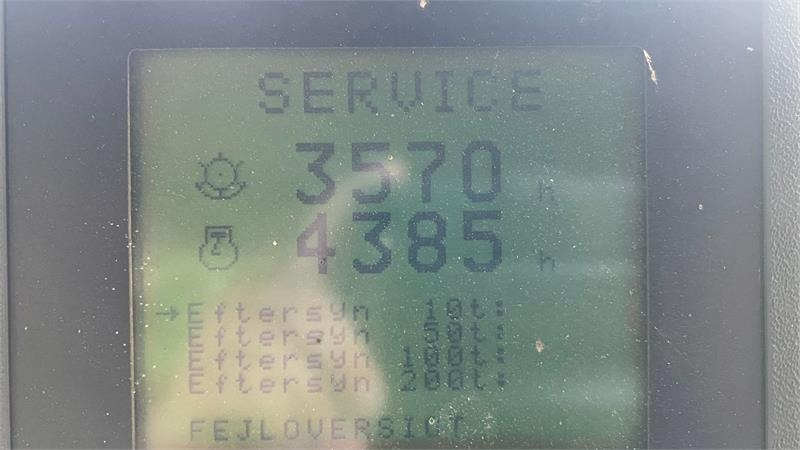 SERVICE
3570 h
4385 h
→Eftersyn 10t:
Eftersyn 50t:
Eftersyn 100t:
Eftersyn 200t:
FEJLOVERSIGT